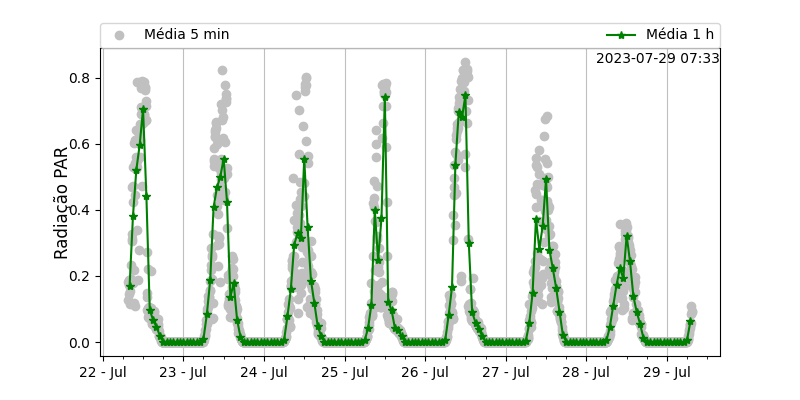 Média 5 min
Média 1 h
2023-07-29 07:33
Radiação PAR
0.8
0.6
0.4
0.2
0.0
22 - Jul
23 - Jul
24 - Jul
25 - Jul
26 - Jul
27 - Jul
28 - Jul
29 - Jul